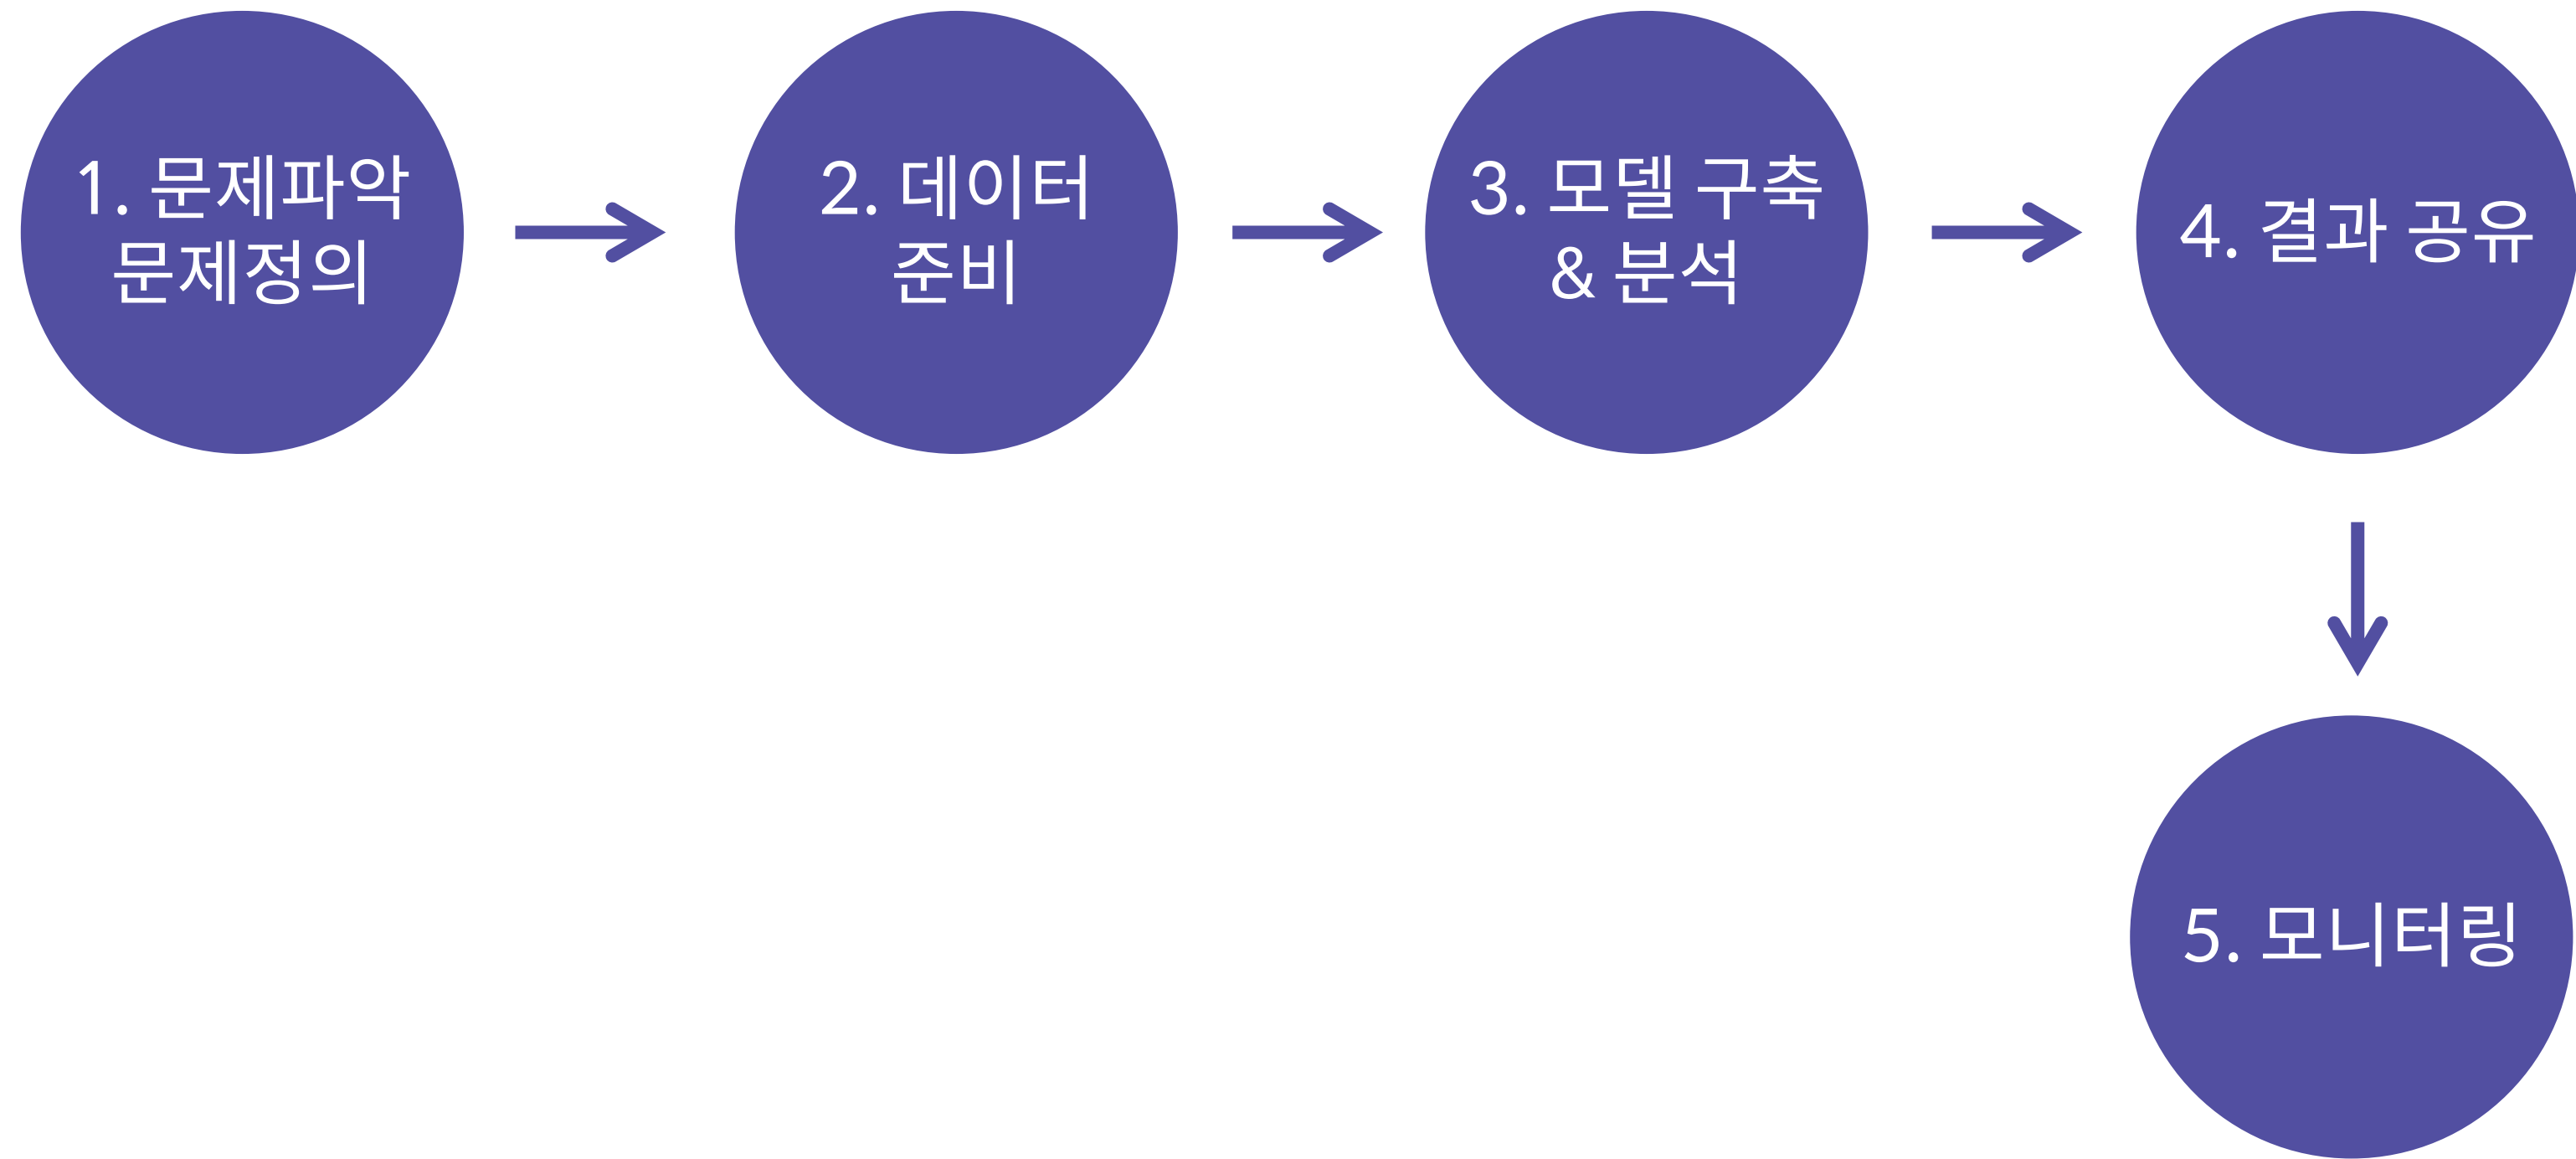 1. 문제파악
문제정의
2. 데이터
준비
3. 모델 구축
& 분석
4. 결과 공유
5. 모니터링